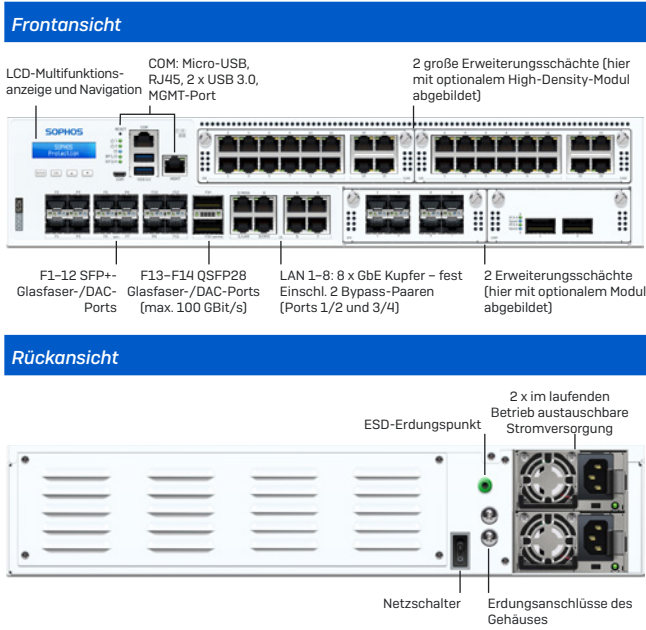 Frontansicht
LCD-Multifunktions-
anzeige und Navigation
COM: Micro-USB,
RJ45, 2 x USB 3.0,
MGMT-Port
2 große Erweiterungsschächte (hier
mit optionalem High-Density-Modul
abgebildet)
SOPHOS
SOPHOS
Protection
F1–12 SFP+-
Glasfaser-/DAC-
Ports
F13–F14 QSFP28
Glasfaser-/DAC-Ports
(max. 100 GBit/s)
LAN 1–8: 8 x GbE Kupfer – fest
Einschl. 2 Bypass-Paaren
(Ports 1/2 und 3/4)
2 Erweiterungsschächte
(hier mit optionalem Modul
abgebildet)
Rückansicht
ESD-Erdungspunkt
2 x im laufenden
Betrieb austauschbare
Stromversorgung
Netzschalter
Erdungsanschlüsse des
Gehäuses